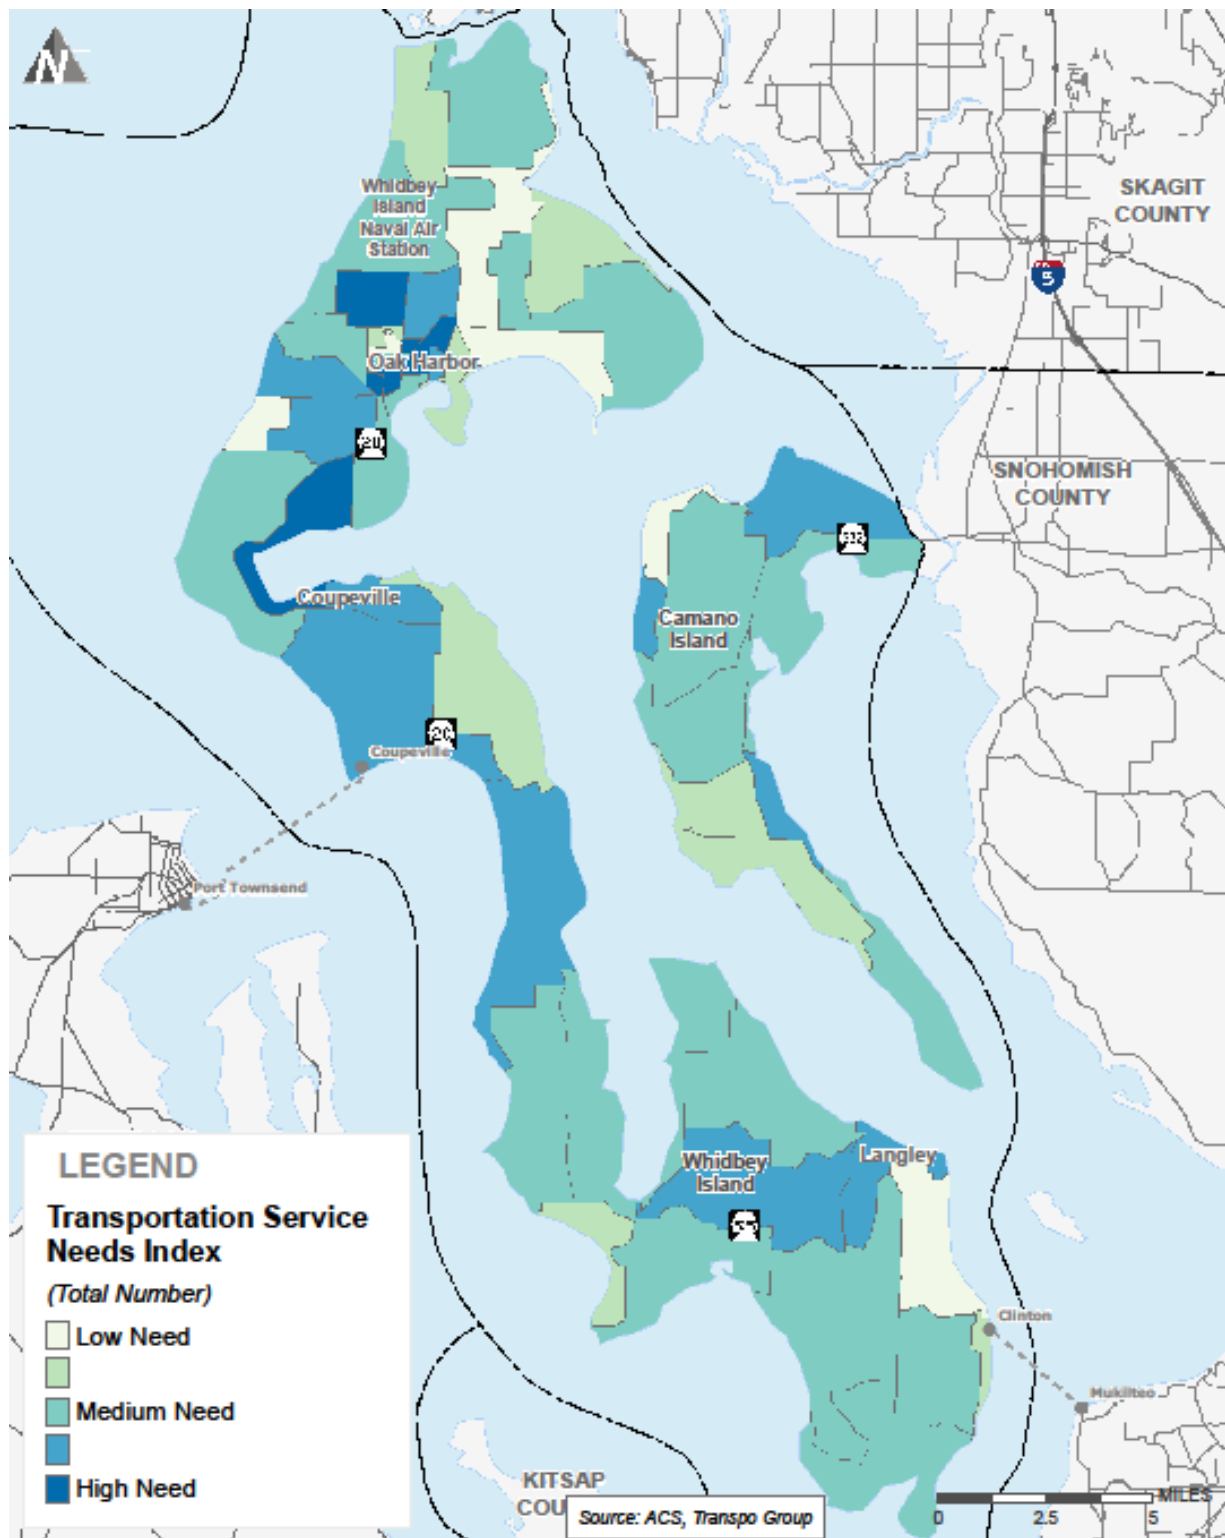 N
SKAGIT
COUNTY
5
Whidbey
Island
Naval Air
Station
Oak Harbor
20
SNOHOMISH
COUNTY
532
Coupeville
Camano
Island
20
Coupeville
Port Townsend
Langley
Whidbey
Island
Clinton
Mukilteo
KITSAP
LEGEND
Transportation Service
Needs Index
(Total Number)
Low Need
Medium Need
High Need
Source: ACS, Transpo Group
MILES
0 2.5 5